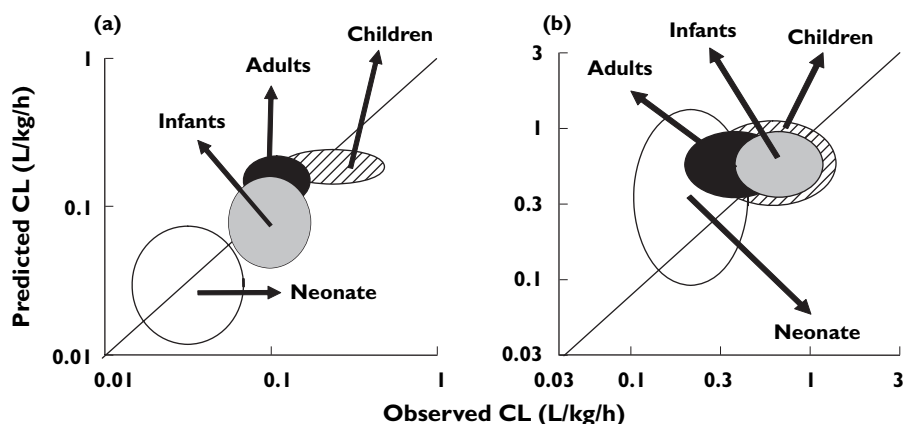 (a)
Children
Adults
Infants
Neonate
1
0.1
0.01
0.01
0.1
1
(b)
Infants
Children
Adults
Neonate
3
1
0.3
0.1
0.03
0.03
0.1
0.3
1
3
Predicted CL (L/kg/h)
Observed CL (L/kg/h)